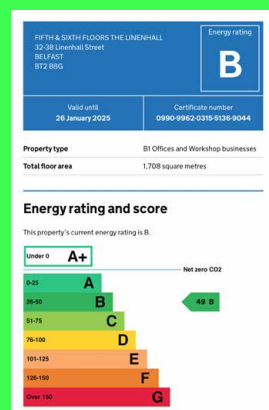 FIFTH & SIXTH FLOORS THE LINENHALL
32-38 Linenhall Street
BELFAST
BT2 8BG
Energy rating
B
Valid until
26 January 2025
Certificate number
0990-9962-0315-5136-9044
Property type
B1 Offices and Workshop businesses
Total floor area
1,708 square metres
Energy rating and score
This property's current energy rating is B.
Under 0 A+
Net zero CO2
0-25 A
26-50 B
49 B
51-75 C
76-100 D
101-125 E
126-150 F
Over 150 G